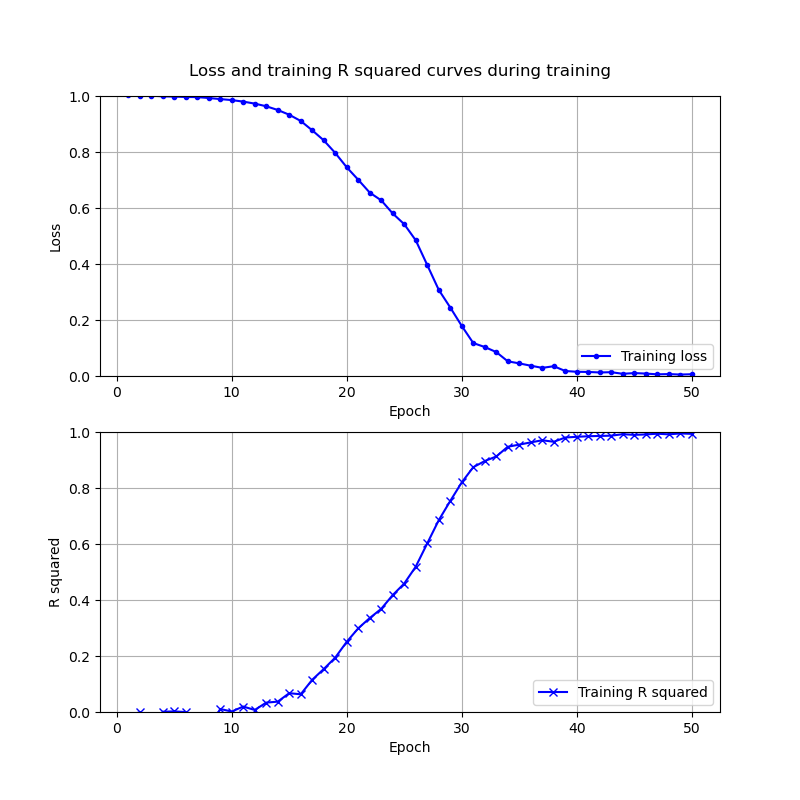 Loss and training R squared curves during training
1.0
0.8
0.6
0.4
0.2
0.0
Loss
Training loss
0 10 20 30 40 50
Epoch
1.0
0.8
0.6
0.4
0.2
0.0
R squared
Training R squared
0 10 20 30 40 50
Epoch